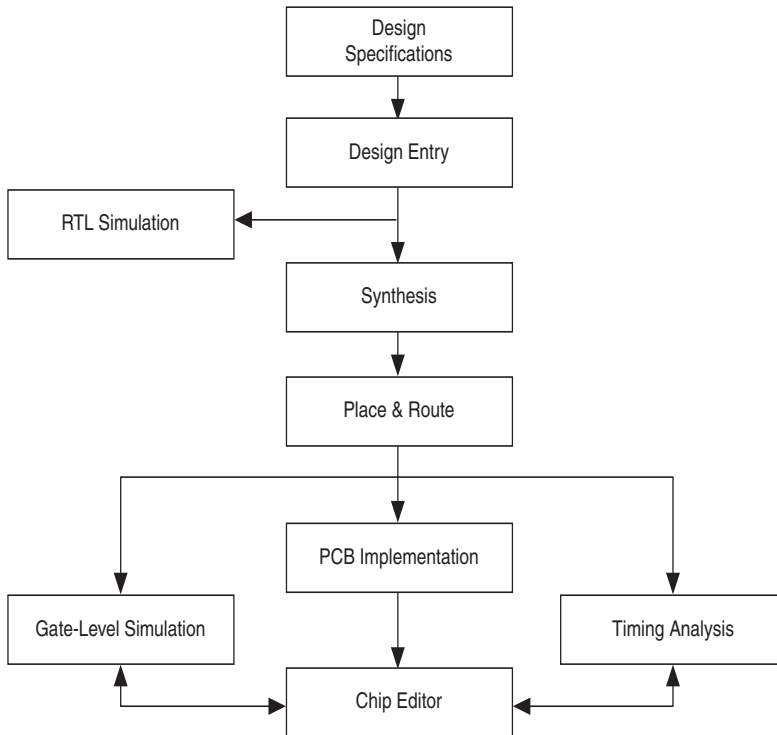 Design
Specifications
Design Entry
RTL Simulation
Synthesis
Place & Route
PCB Implementation
Gate-Level Simulation
Timing Analysis
Chip Editor